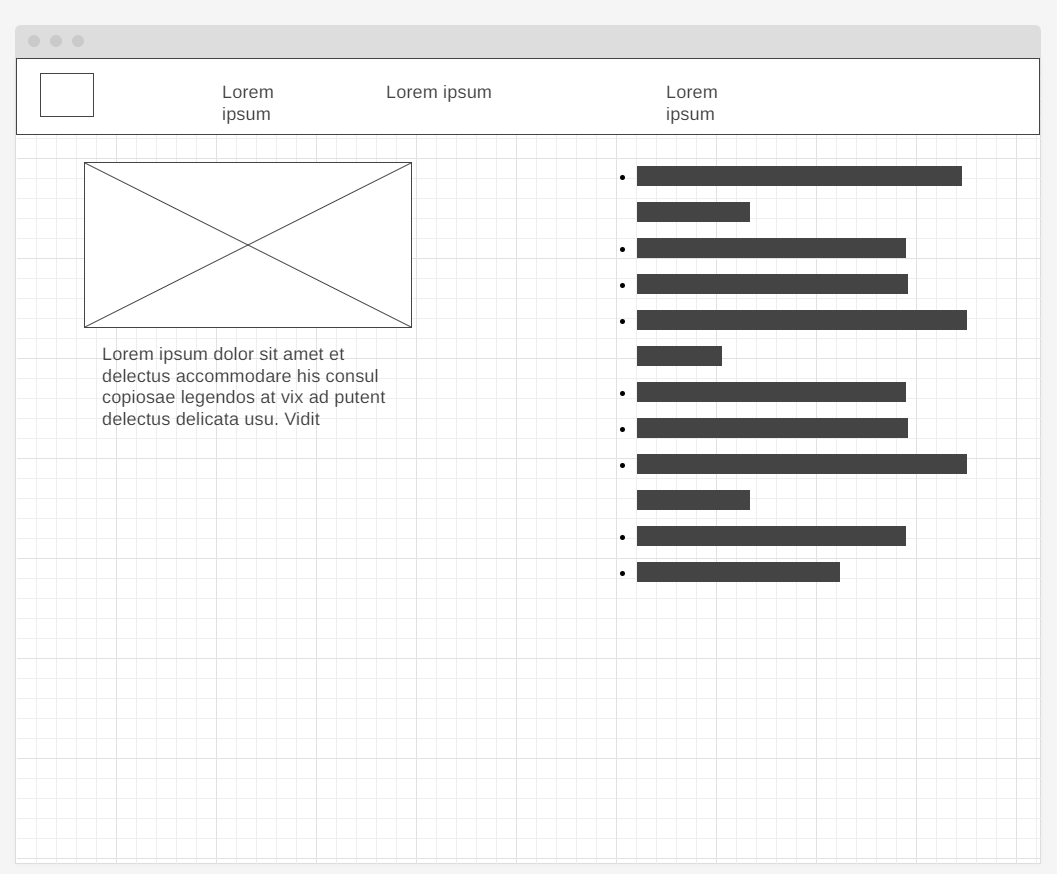 Lorem
ipsum
Lorem ipsum
Lorem
ipsum
Lorem ipsum dolor sit amet et
delectus accommodare his consul
copiosae legendos at vix ad putent
delectus delicata usu. Vidit